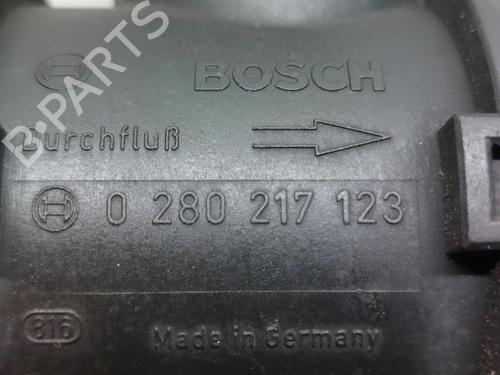 BOSCH
Durchfluß
0 280 217 123
816
Made in Germany
B-PARTS